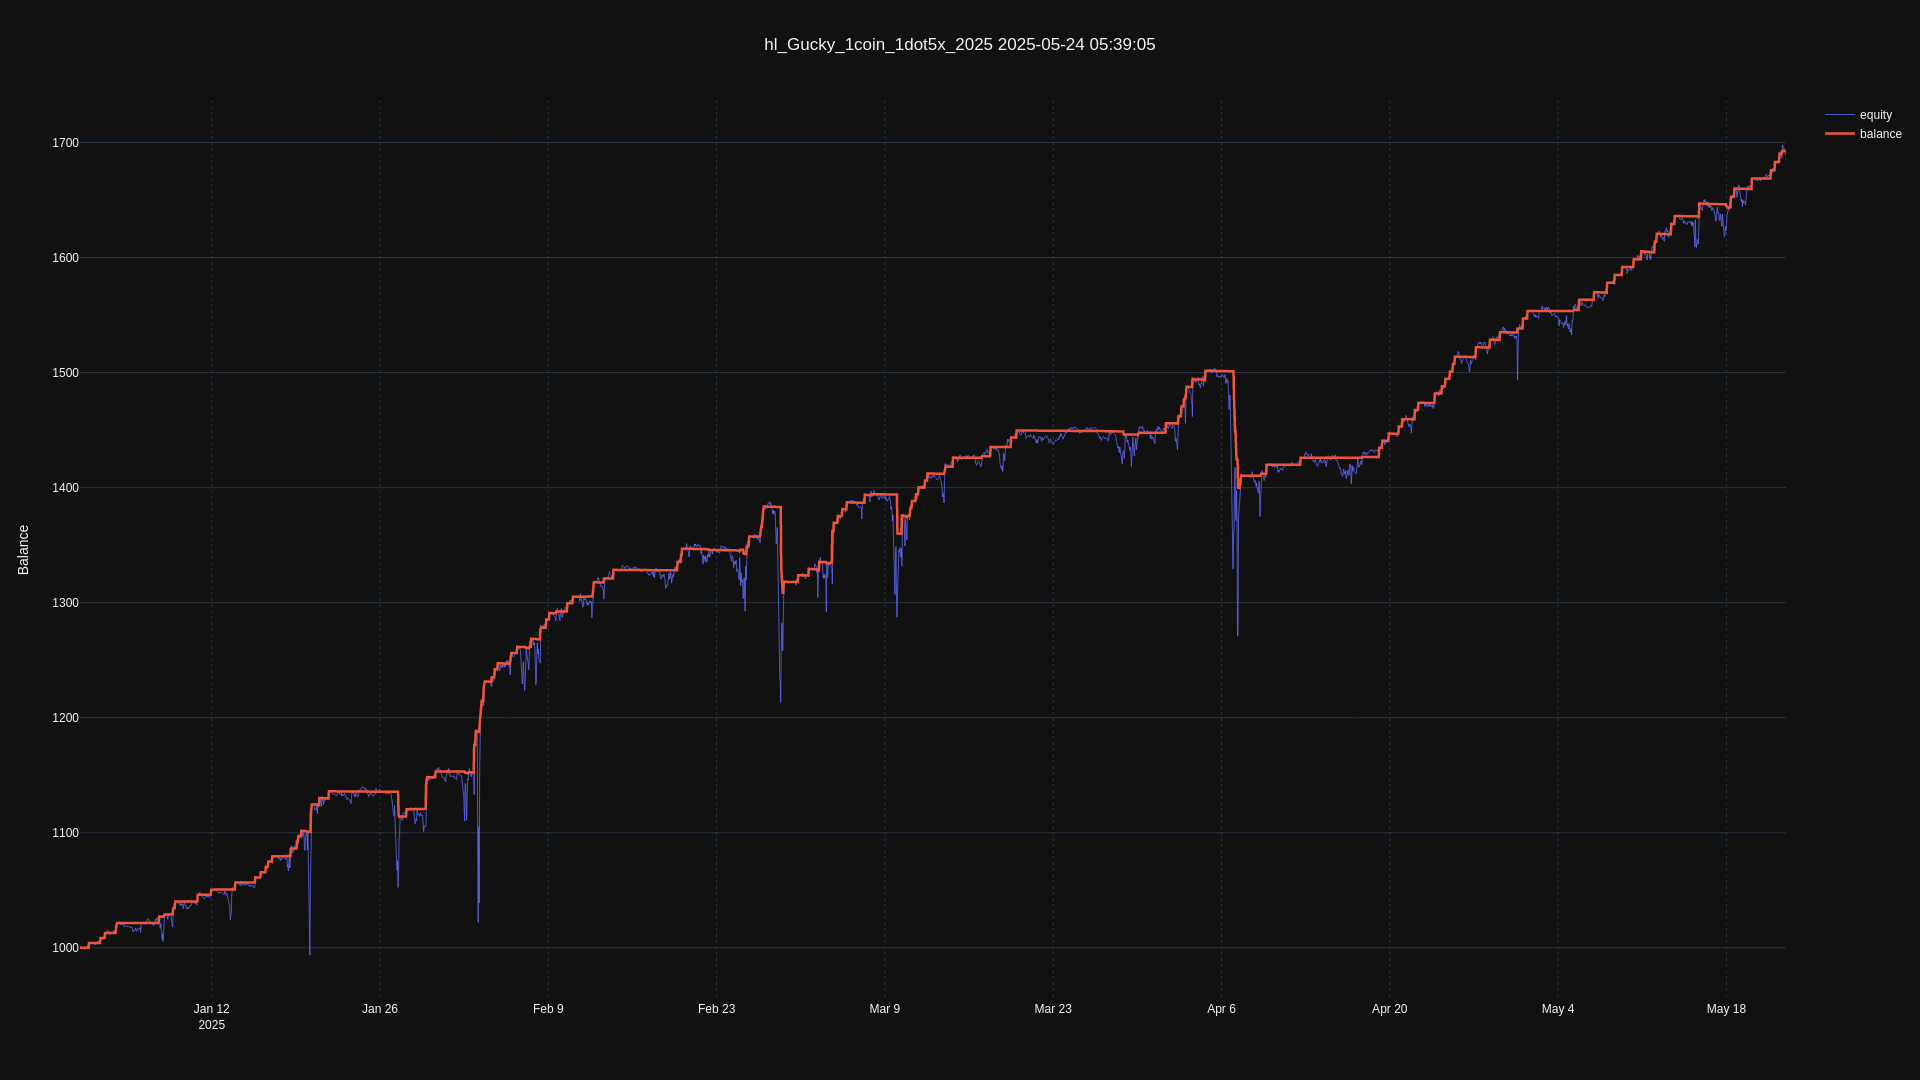 hl_Gucky_1coin_1dot5x_2025 2025-05-24 05:39:05
equity
balance
1700
1600
1500
1400
1300
1200
1100
1000
Balance
Jan 12
2025
Jan 26
Feb 9
Feb 23
Mar 9
Mar 23
Apr 6
Apr 20
May 4
May 18